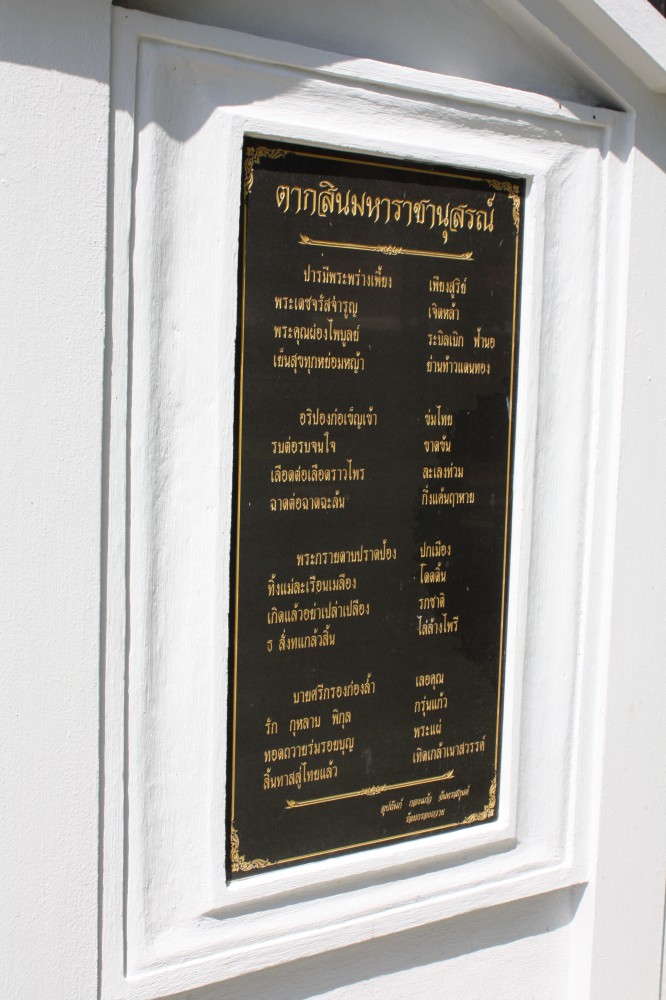 ตากสินมหาราชานุสรณ์
ปารมีพระพร่างเพี้ยง เพียงสูริย์
พระเดชจรัสจำรูญ เจิดหล้า
พระคุณผ่องไพบูลย์ ระบิลเบิก ฟ้านอ
เย็นสุขทุกหย่อมหญ้า ย่านท้าวแดนทอง
อริปองก่อเข็ญเจ้า ข่มไทย
รบต่อรบจนใจ ขาดข้น
เลือดต่อเลือดราวไพร ละเลงท่วม
ฉาดต่อฉาดฉะล้น กิ่งแค้นฤาหาย
พระกรายดาบปราดป้อง ปกเมือง
ทิ้งแม่ละเรือนเมลือง โดดดิ้น
เกิดแล้วอย่าเปล่าเปลือง รกชาติ
ธ สั่งทแกล้วสิ้น ไล่ล้างไพรี
บายศรีกรองก่องล้ำ เลอคุณ
รัก กุหลาบ พิกุล กรุ่นแก้ว
ทอดถวายร่มรอยบุญ พระแผ่
สิ้นทาสสู่ไทยแล้ว เทิดเกล้าเนาสวรรค์